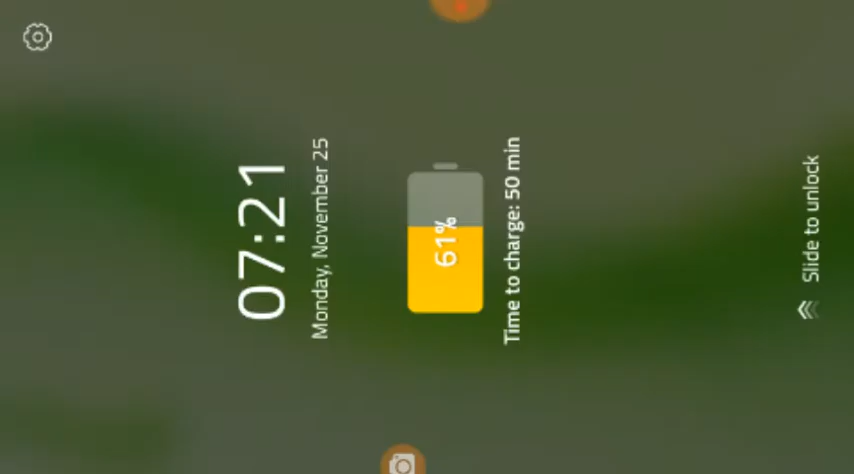 07:21
Monday, November 25
61%
Time to charge: 50 min
Slide to unlock